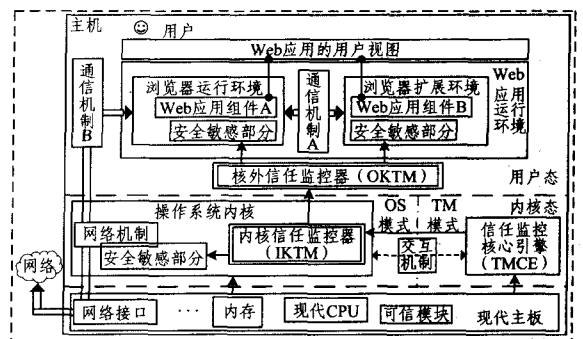 主机
用户
Web应用的用户视图
通信机制B
浏览器运行环境
Web应用组件A
安全敏感部分
通信机制A
浏览器扩展环境
Web应用组件B
安全敏感部分
Web应用运行环境
核外信任监控器(OKTM)
用户态
操作系统内核
OS模式
TM模式
内核态
网络机制
安全敏感部分
内核信任监控器
(IKTM)
交互机制
信任监控
核心引擎
(TMCE)
网络
网络接口
...
内存
现代CPU
可信模块
现代主板